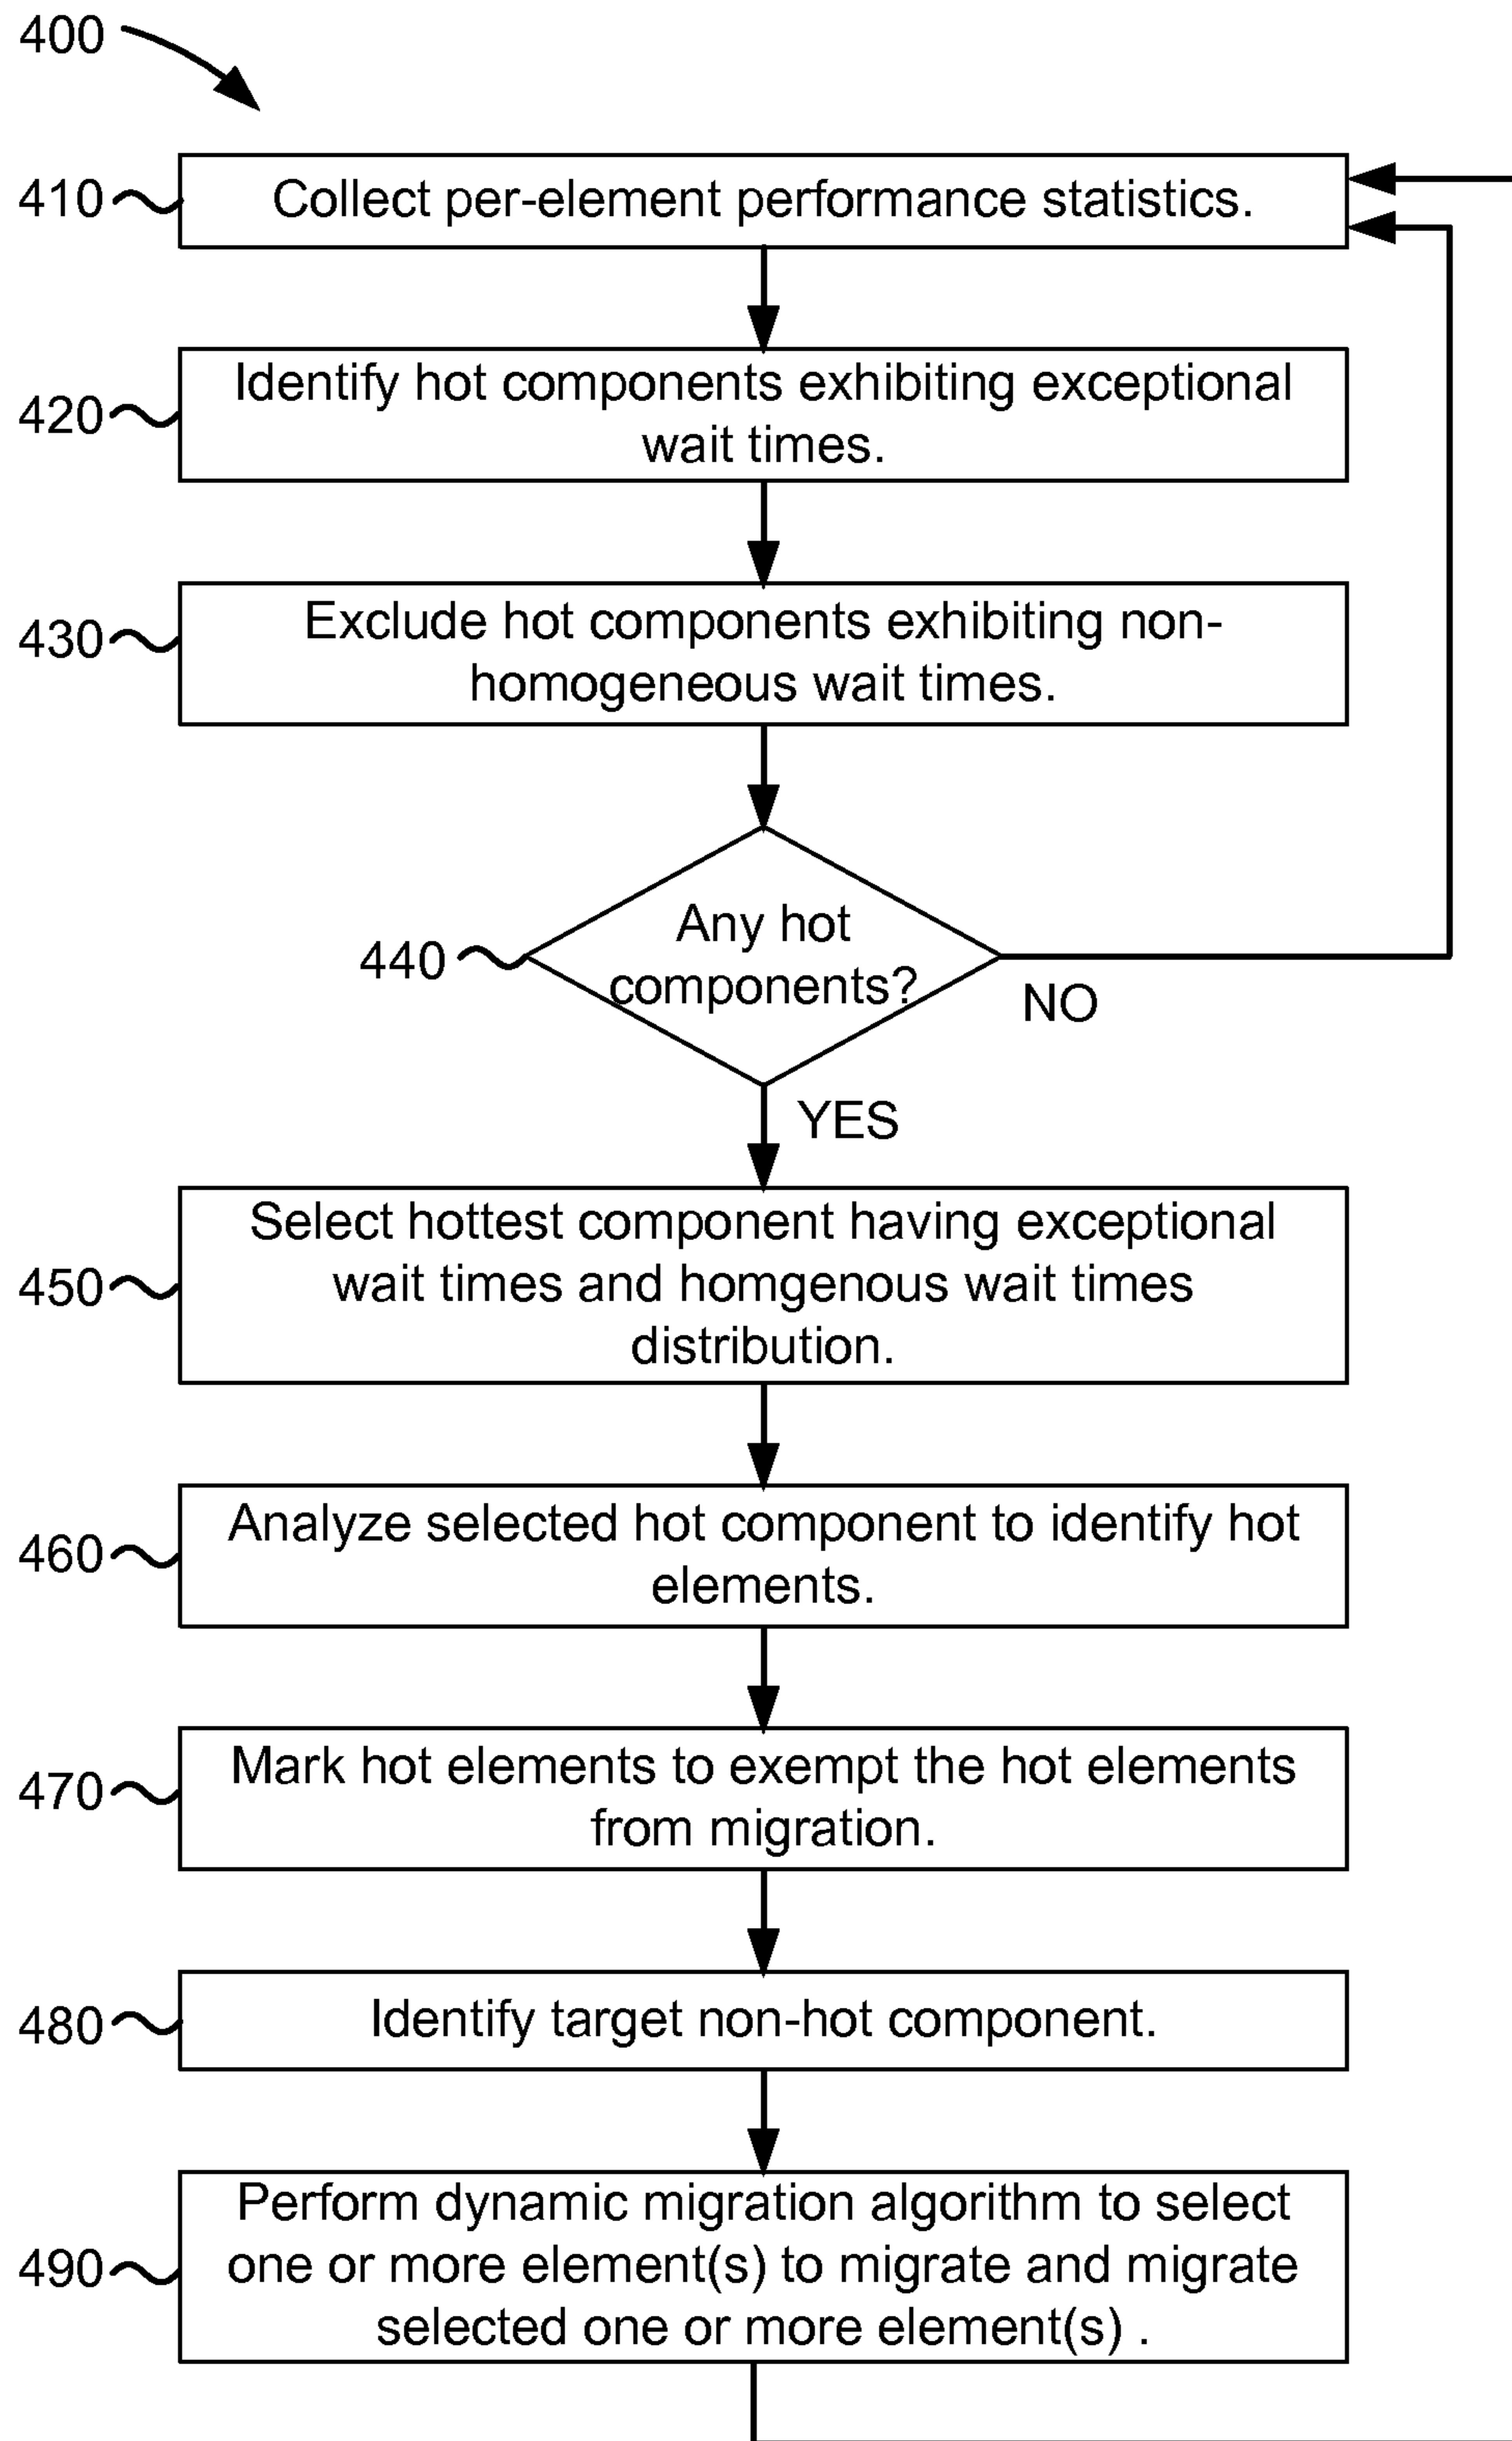 400
410
Collect per-element performance statistics.
420
Identify hot components exhibiting exceptional
wait times.
430
Exclude hot components exhibiting non-
homogeneous wait times.
440
Any hot
components?
NO
YES
450
Select hottest component having exceptional
wait times and homgenous wait times
distribution.
460
Analyze selected hot component to identify hot
elements.
470
Mark hot elements to exempt the hot elements
from migration.
480
Identify target non-hot component.
490
Perform dynamic migration algorithm to select
one or more element(s) to migrate and migrate
selected one or more element(s) .